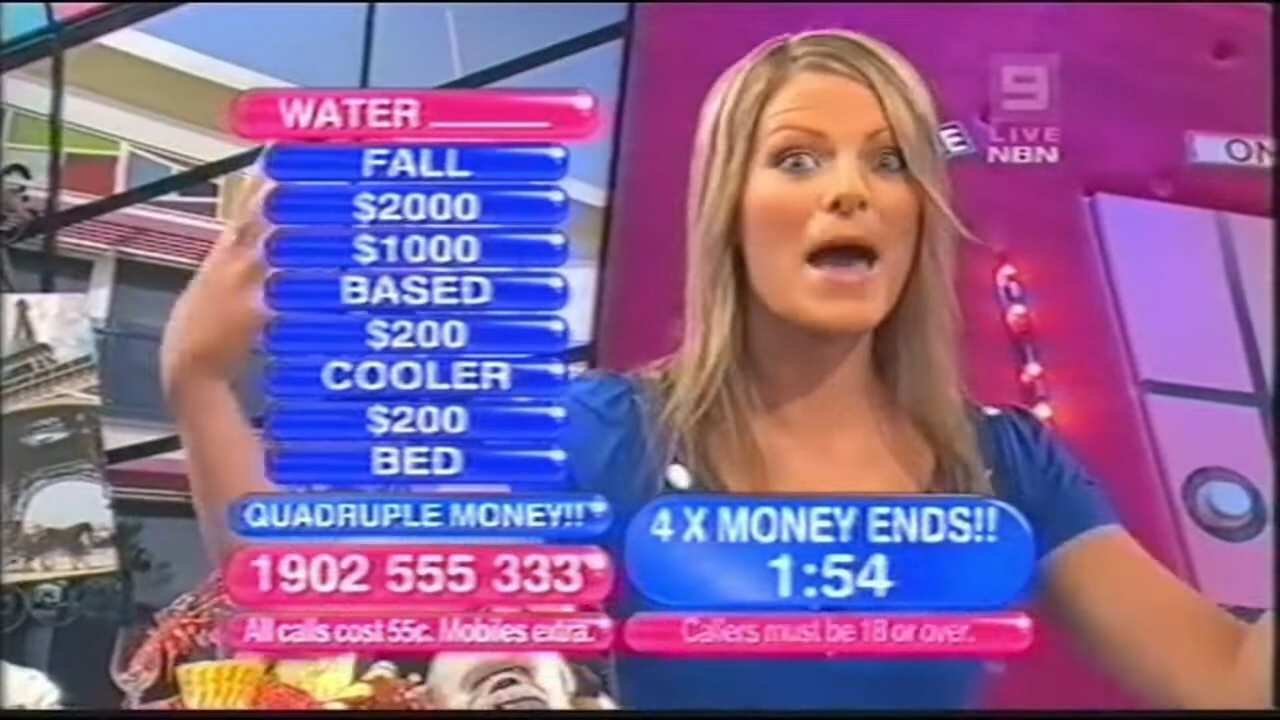 WATER ________
FALL
$2000
$1000
BASED
$200
COOLER
$200
BED
QUADRUPLE MONEY!!*
1902 555 333*
All calls cost 55c. Mobiles extra.
4 X MONEY ENDS!!
1:54
Callers must be 18 or over.
9
LIVE
NBN
E
ON